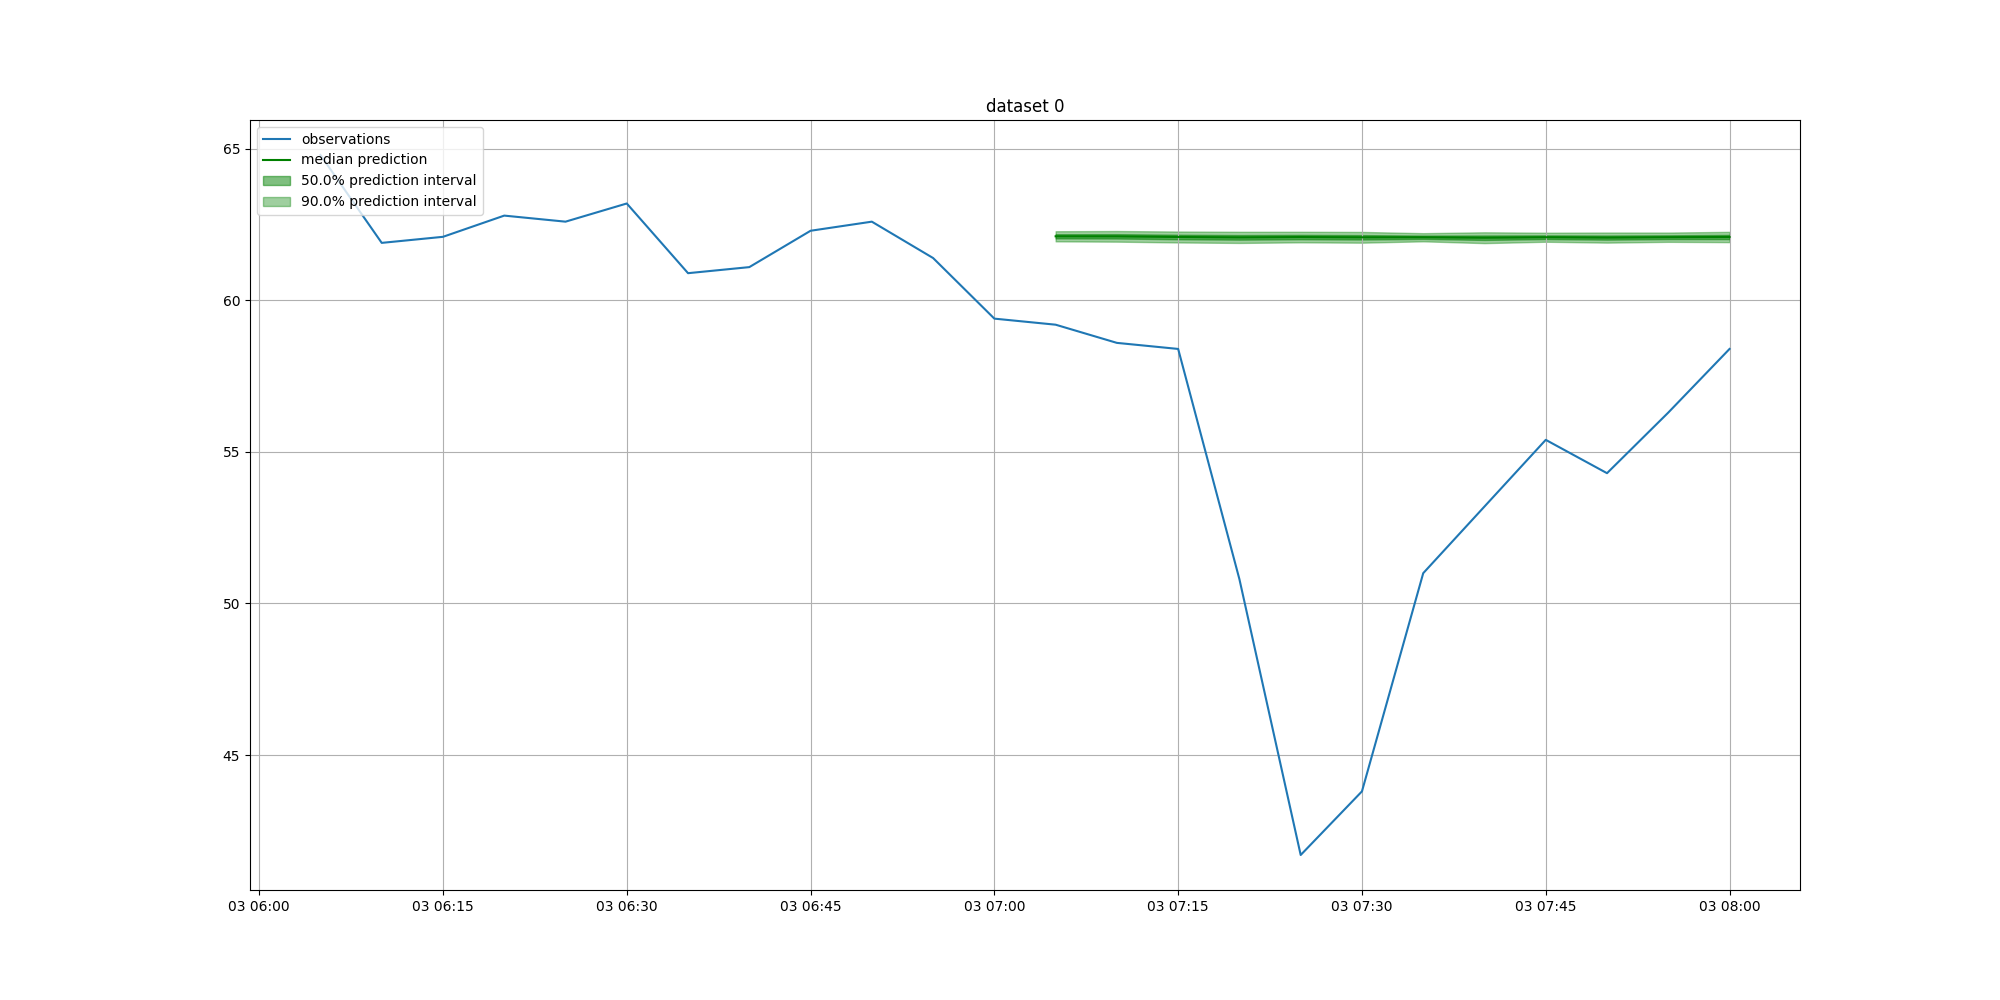 dataset 0
observations
median prediction
50.0% prediction interval
90.0% prediction interval
65
60
55
50
45
03 06:00 03 06:15 03 06:30 03 06:45 03 07:00 03 07:15 03 07:30 03 07:45 03 08:00